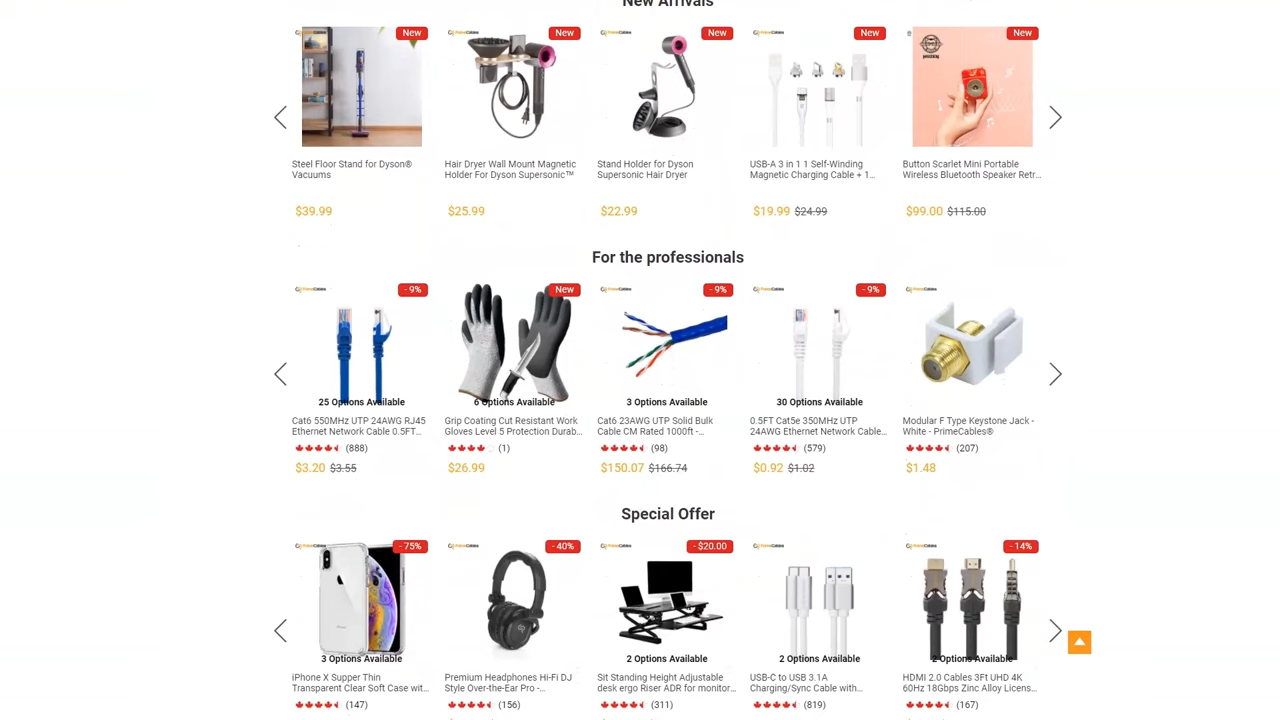 New Arrivals
New
New
New
New
New
Steel Floor Stand for Dyson®
Vacuums
$39.99
Hair Dryer Wall Mount Magnetic
Holder For Dyson Supersonic™
$25.99
Stand Holder for Dyson
Supersonic Hair Dryer
$22.99
USB-A 3 in 1 1 Self-Winding
Magnetic Charging Cable + 1...
$19.99 $24.99
Button Scarlet Mini Portable
Wireless Bluetooth Speaker Retr...
$99.00 $115.00
For the professionals
- 9%
New
- 9%
- 9%
25 Options Available
Cat6 550MHz UTP 24AWG RJ45
Ethernet Network Cable 0.5FT...
(888)
$3.20 $3.55
6 Options Available
Grip Coating Cut Resistant Work
Gloves Level 5 Protection Durab...
(1)
$26.99
3 Options Available
Cat6 23AWG UTP Solid Bulk
Cable CM Rated 1000ft -...
(98)
$150.07 $166.74
30 Options Available
0.5FT Cat5e 350MHz UTP
24AWG Ethernet Network Cable...
(579)
$0.92 $1.02
Modular F Type Keystone Jack -
White - PrimeCables®
(207)
$1.48
Special Offer
- 75%
- 40%
- $20.00
- 14%
3 Options Available
iPhone X Supper Thin
Transparent Clear Soft Case wit...
(147)
Premium Headphones Hi-Fi DJ
Style Over-the-Ear Pro -...
(156)
2 Options Available
Sit Standing Height Adjustable
desk ergo Riser ADR for monitor...
(311)
2 Options Available
USB-C to USB 3.1A
Charging/Sync Cable with...
(819)
2 Options Available
HDMI 2.0 Cables 3Ft UHD 4K
60Hz 18Gbps Zinc Alloy Licens...
(167)